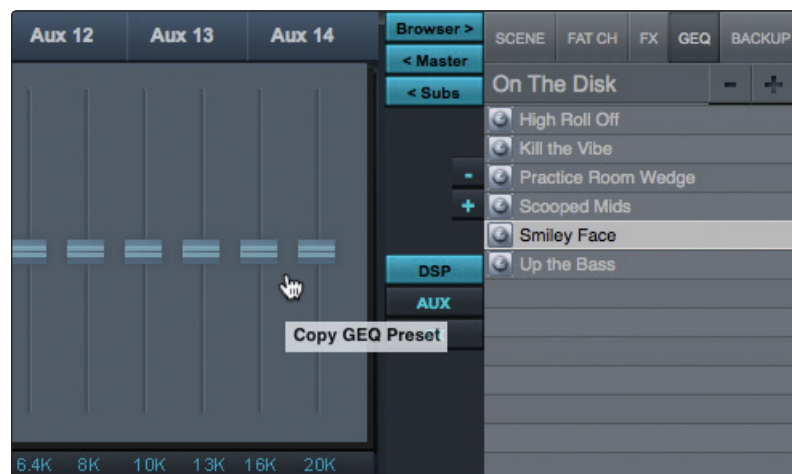 Aux 12 Aux 13 Aux 14
Browser >
< Master
< Subs
-
+
DSP
AUX
Copy GEQ Preset
6.4K 8K 10K 13K 16K 20K
SCENE FAT CH FX GEQ BACKUP
On The Disk - +
High Roll Off
Kill the Vibe
Practice Room Wedge
Scooped Mids
Smiley Face
Up the Bass